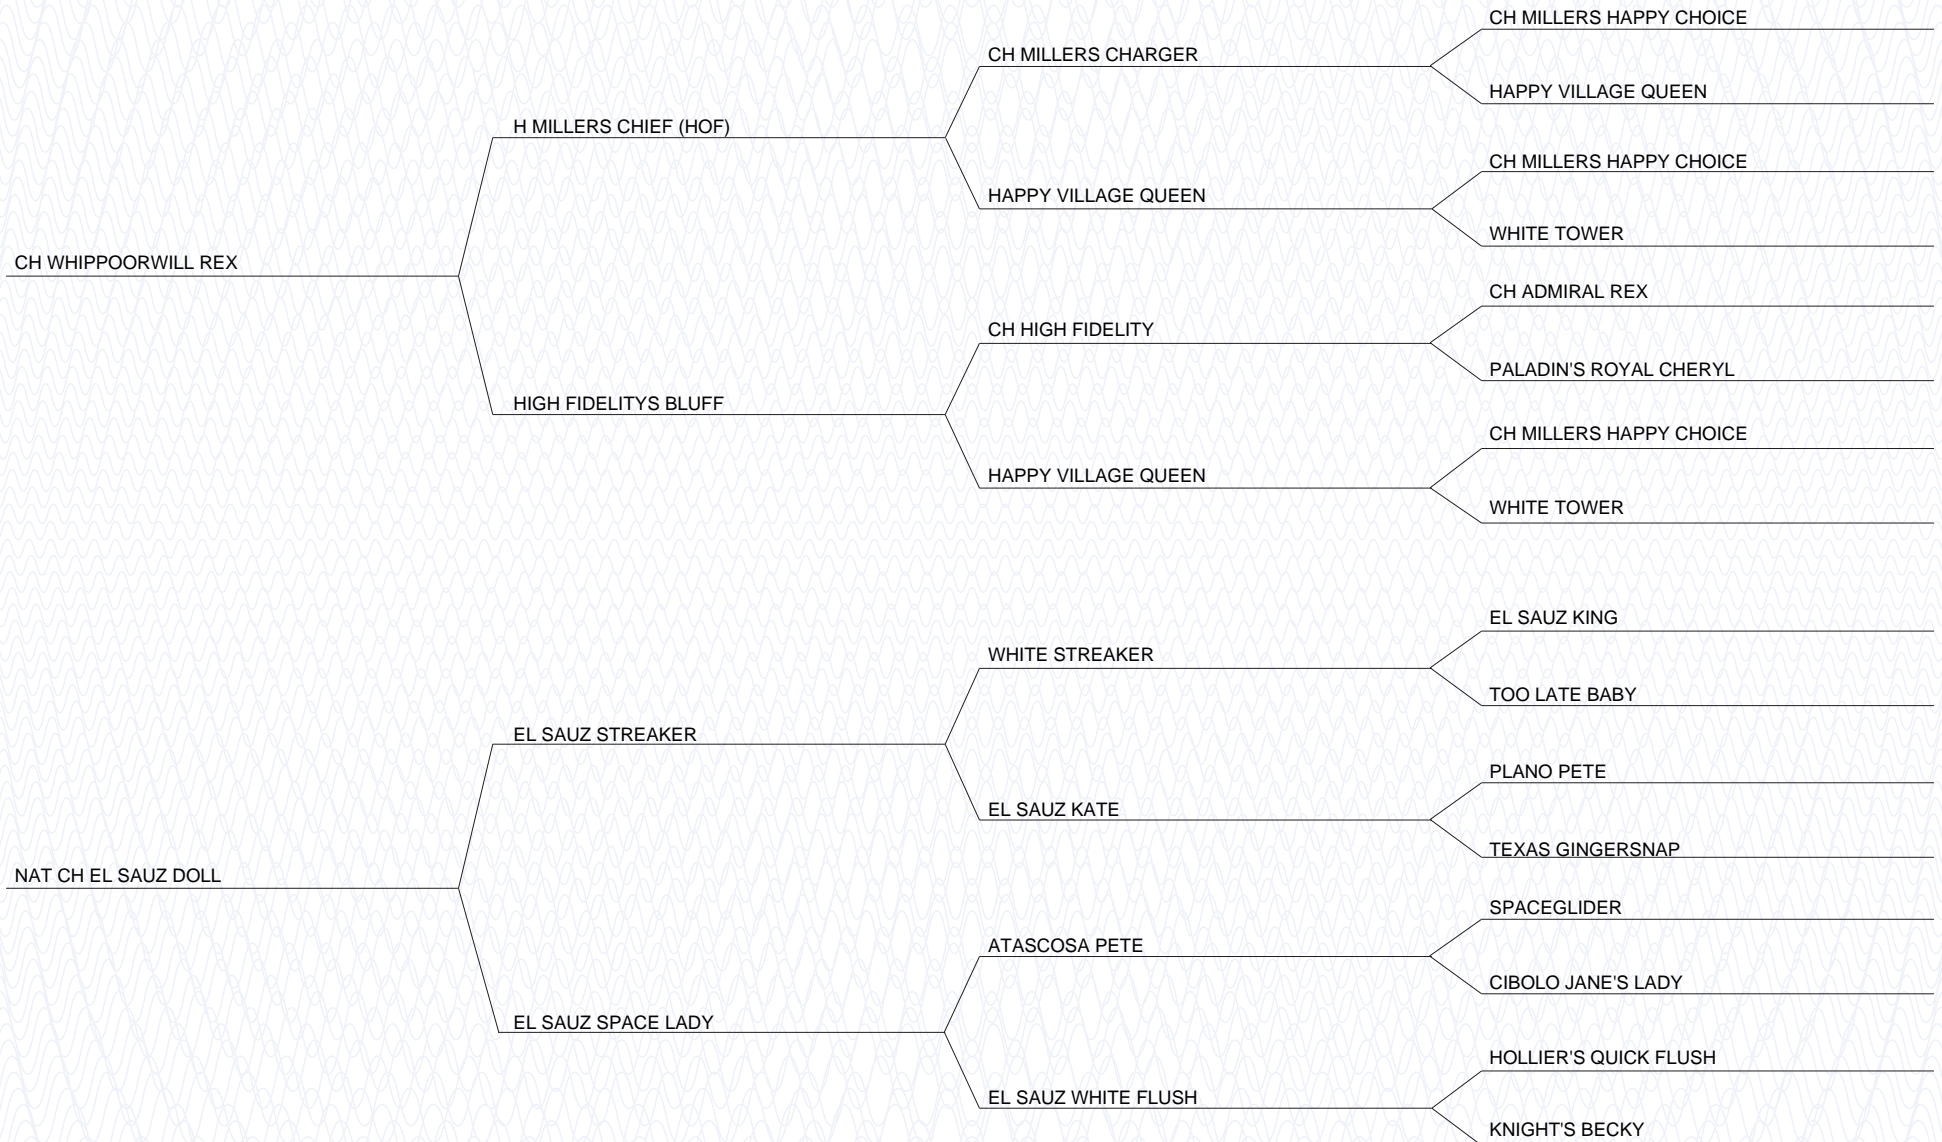 CH MILLERS HAPPY CHOICE
CH MILLERS CHARGER
HAPPY VILLAGE QUEEN
H MILLERS CHIEF (HOF)
CH MILLERS HAPPY CHOICE
HAPPY VILLAGE QUEEN
WHITE TOWER
CH WHIPPOORWILL REX
CH ADMIRAL REX
CH HIGH FIDELITY
PALADIN'S ROYAL CHERYL
HIGH FIDELITYS BLUFF
CH MILLERS HAPPY CHOICE
HAPPY VILLAGE QUEEN
WHITE TOWER
EL SAUZ KING
WHITE STREAKER
TOO LATE BABY
EL SAUZ STREAKER
PLANO PETE
EL SAUZ KATE
TEXAS GINGERSNAP
NAT CH EL SAUZ DOLL
SPACEGLIDER
ATASCOSA PETE
CIBOLO JANE'S LADY
EL SAUZ SPACE LADY
HOLLIER'S QUICK FLUSH
EL SAUZ WHITE FLUSH
KNIGHT'S BECKY